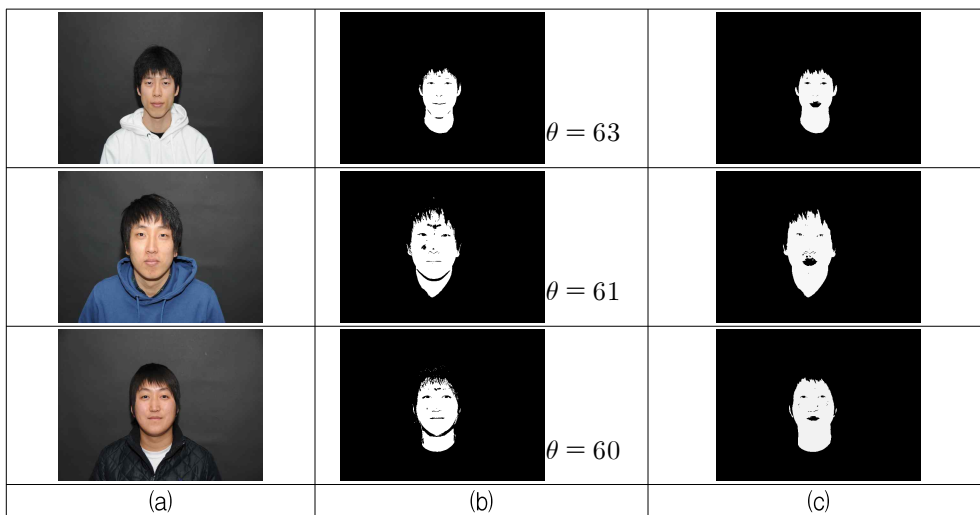 θ = 63
θ = 61
θ = 60
(a) (b) (c)